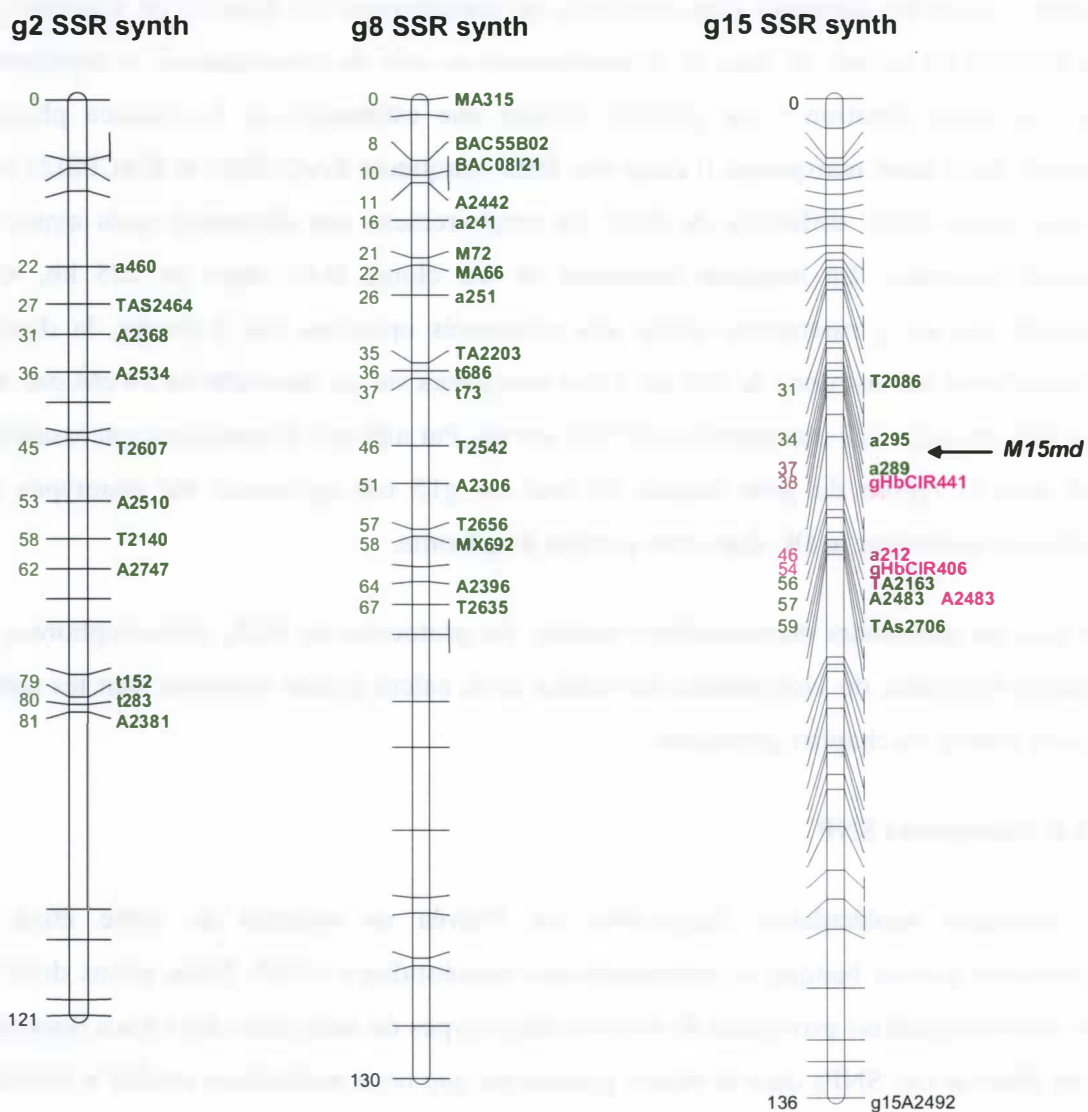 g2 SSR synth
0
22 a460
27 TAS2464
31 A2368
36 A2534
45 T2607
53 A2510
58 T2140
62 A2747
79 t152
80 t283
81 A2381
121
g8 SSR synth
0 MA315
8 BAC55B02
10 BAC08I21
11 A2442
16 a241
21 M72
22 MA66
26 a251
35 TA2203
36 t686
37 t73
46 T2542
51 A2306
57 T2656
58 MX692
64 A2396
67 T2635
130
g15 SSR synth
0
31 T2086
34 a295
M15md
37 a289
38 gHbCIR441
46 a212
54 gHbCIR406
56 TA2163
57 A2483 A2483
59 TAs2706
136 g15A2492